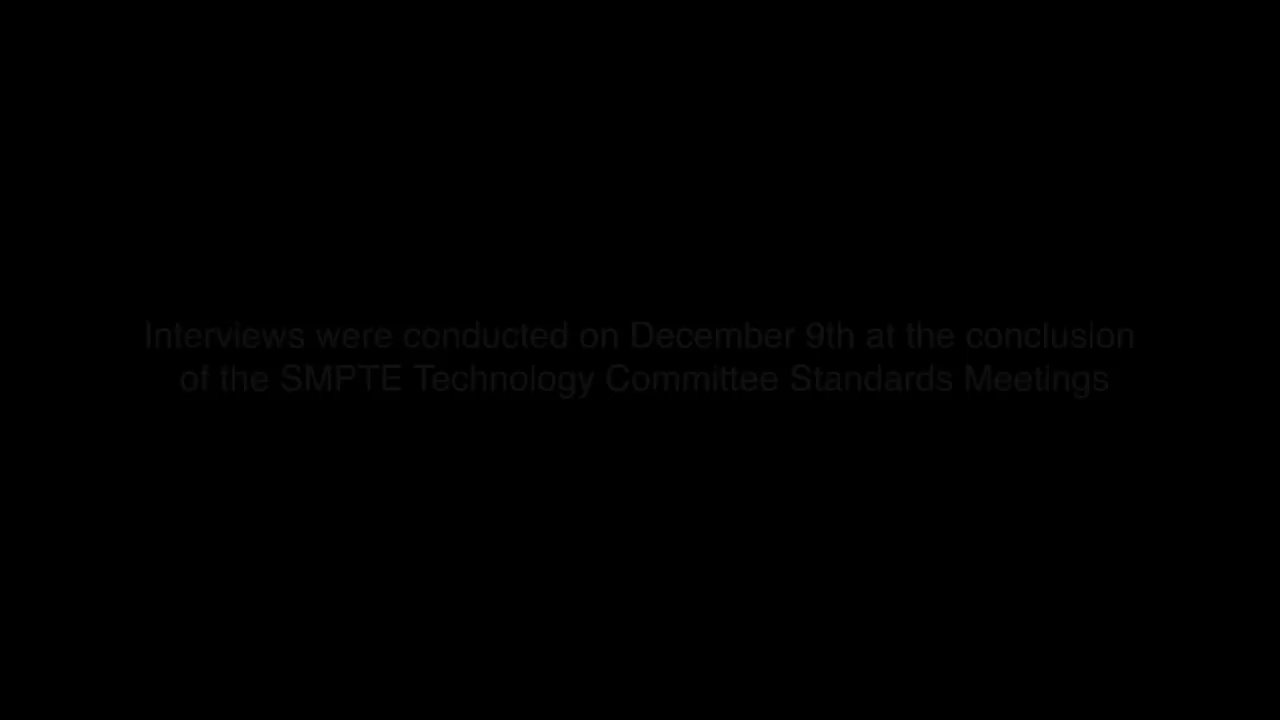 Interviews were conducted on December 9th at the conclusion
of the SMPTE Technology Committee Standards Meetings